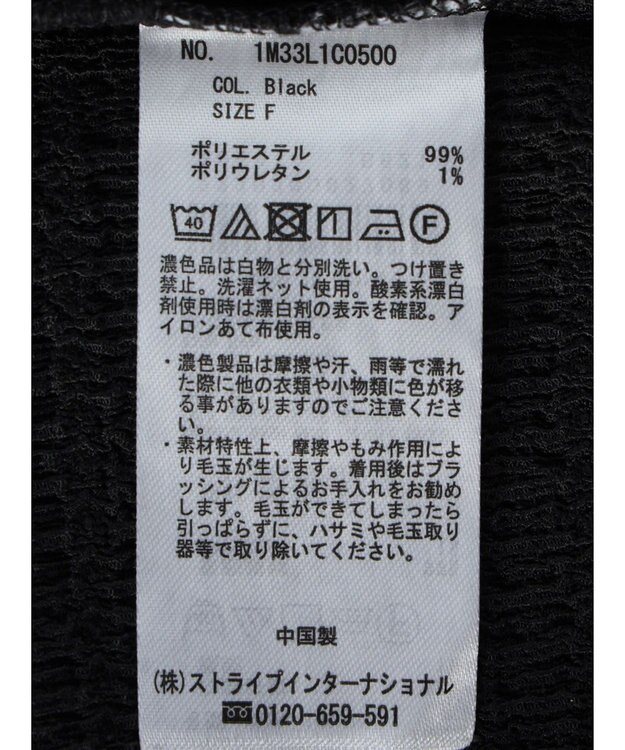 NO. 1M33L1C0500
COL. Black
SIZE F
ポリエステル 99%
ポリウレタン 1%
40 F
濃色品は白物と分別洗い。つけ置き
禁止。洗濯ネット使用。酸素系漂白
剤使用時は漂白剤の表示を確認。ア
イロンあて布使用。
・濃色製品は摩擦や汗、雨等で濡れ
た際に他の衣類や小物類に色が移
る事がありますのでご注意くださ
い。
・素材特性上、摩擦やもみ作用によ
り毛玉が生じます。着用後はブラ
ッシングによるお手入れをお勧め
します。毛玉ができてしまったら
引っぱらずに、ハサミや毛玉取り
器等で取り除いてください。
中国製
(株)ストライプインターナショナル
0120-659-591